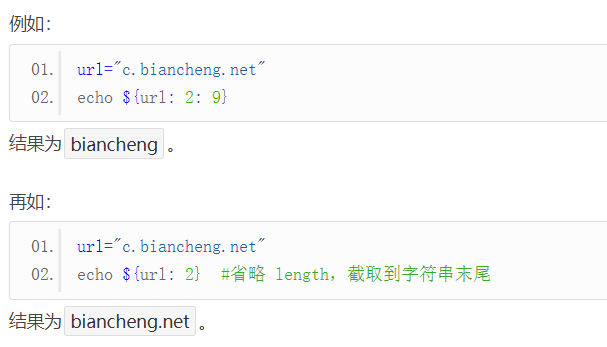 例如：
01. url="c.biancheng.net"
02. echo ${url: 2: 9}
结果为 biancheng 。
再如：
01. url="c.biancheng.net"
02. echo ${url: 2}  #省略 length，截取到字符串末尾
结果为 biancheng.net 。